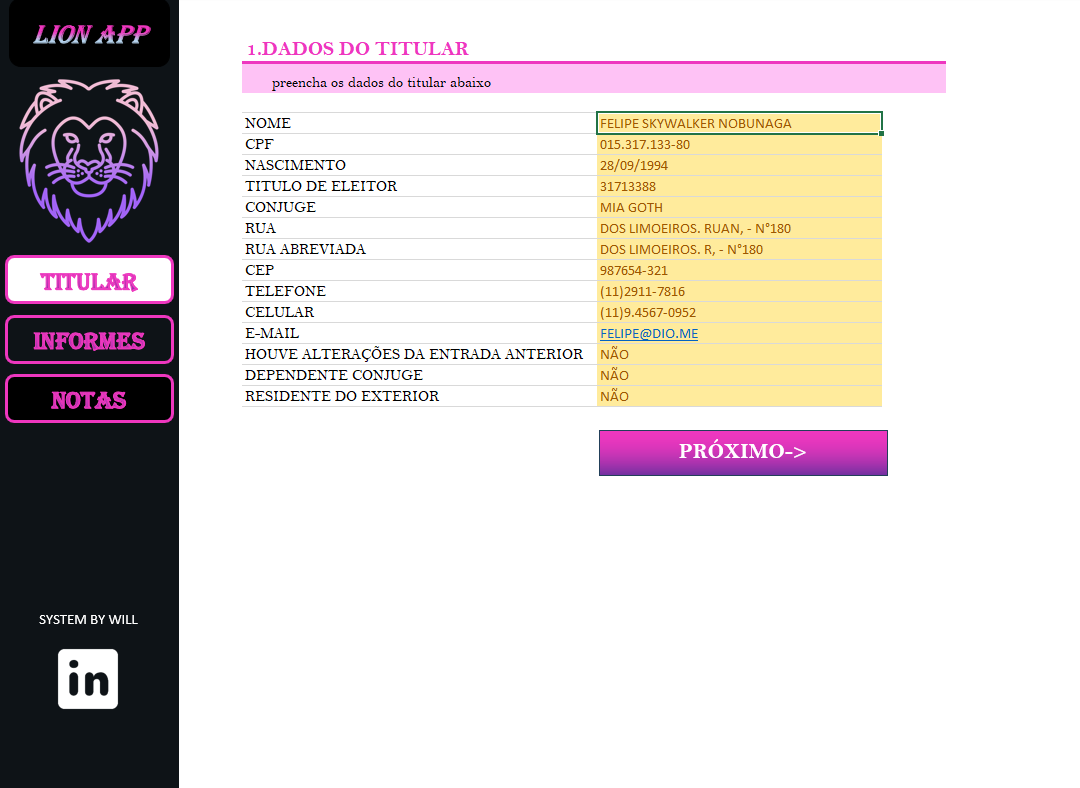 LION APP
TITULAR
INFORMES
NOTAS
SYSTEM BY WILL
in
1.DADOS DO TITULAR
preencha os dados do titular abaixo
NOME FELIPE SKYWALKER NOBUNAGA
CPF 015.317.133-80
NASCIMENTO 28/09/1994
TITULO DE ELEITOR 31713388
CONJUGE MIA GOTH
RUA DOS LIMOEIROS. RUAN, - N°180
RUA ABREVIADA DOS LIMOEIROS. R, - N°180
CEP 987654-321
TELEFONE (11)2911-7816
CELULAR (11)9.4567-0952
E-MAIL FELIPE@DIO.ME
HOUVE ALTERAÇÕES DA ENTRADA ANTERIOR NÃO
DEPENDENTE CONJUGE NÃO
RESIDENTE DO EXTERIOR NÃO
PRÓXIMO->